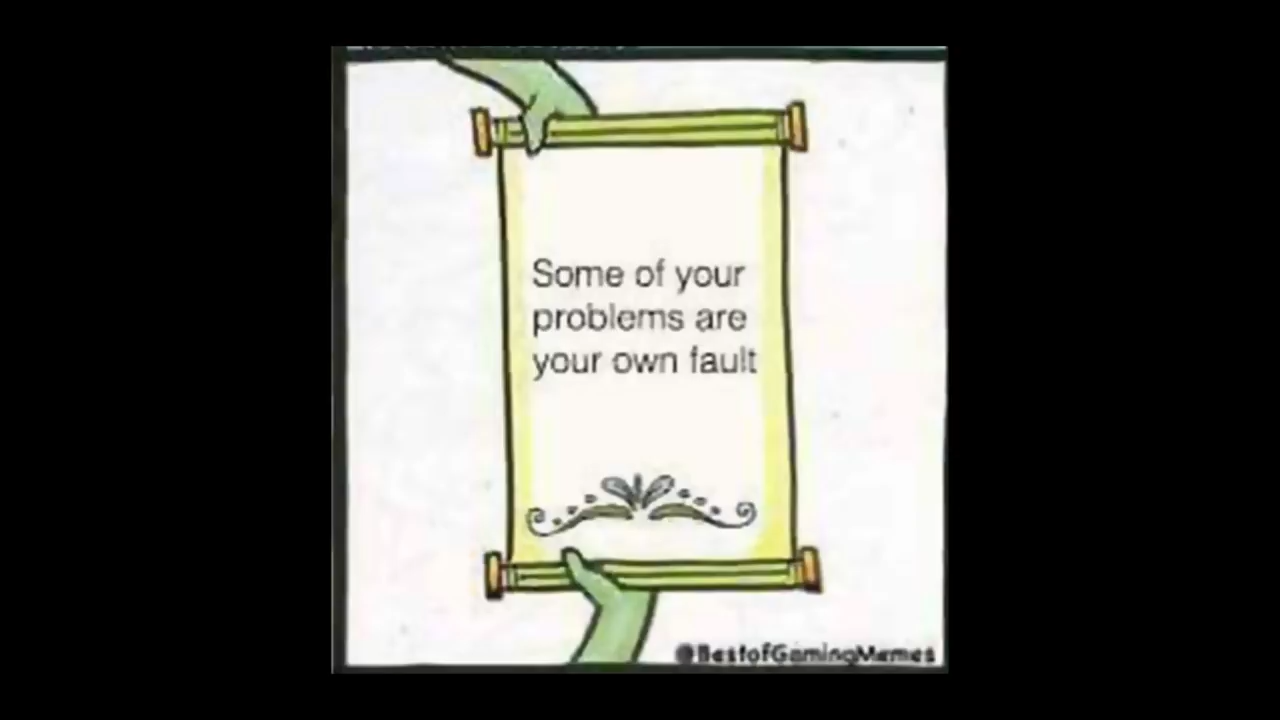 Some of your
problems are
your own fault
@BestofGamingMemes